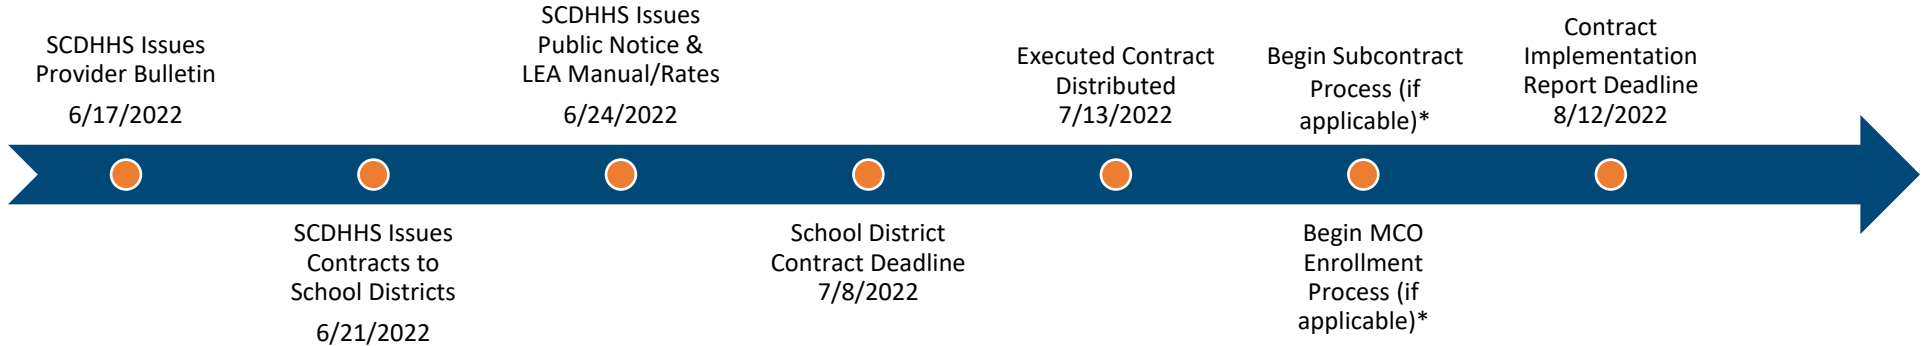 SCDHHS Issues
Provider Bulletin
6/17/2022
SCDHHS Issues
Contracts to
School Districts
6/21/2022
SCDHHS Issues
Public Notice &
LEA Manual/Rates
6/24/2022
School District
Contract Deadline
7/8/2022
Executed Contract
Distributed
7/13/2022
Begin Subcontract
Process (if
applicable)*
Begin MCO
Enrollment
Process (if
applicable)*
Contract
Implementation
Report Deadline
8/12/2022